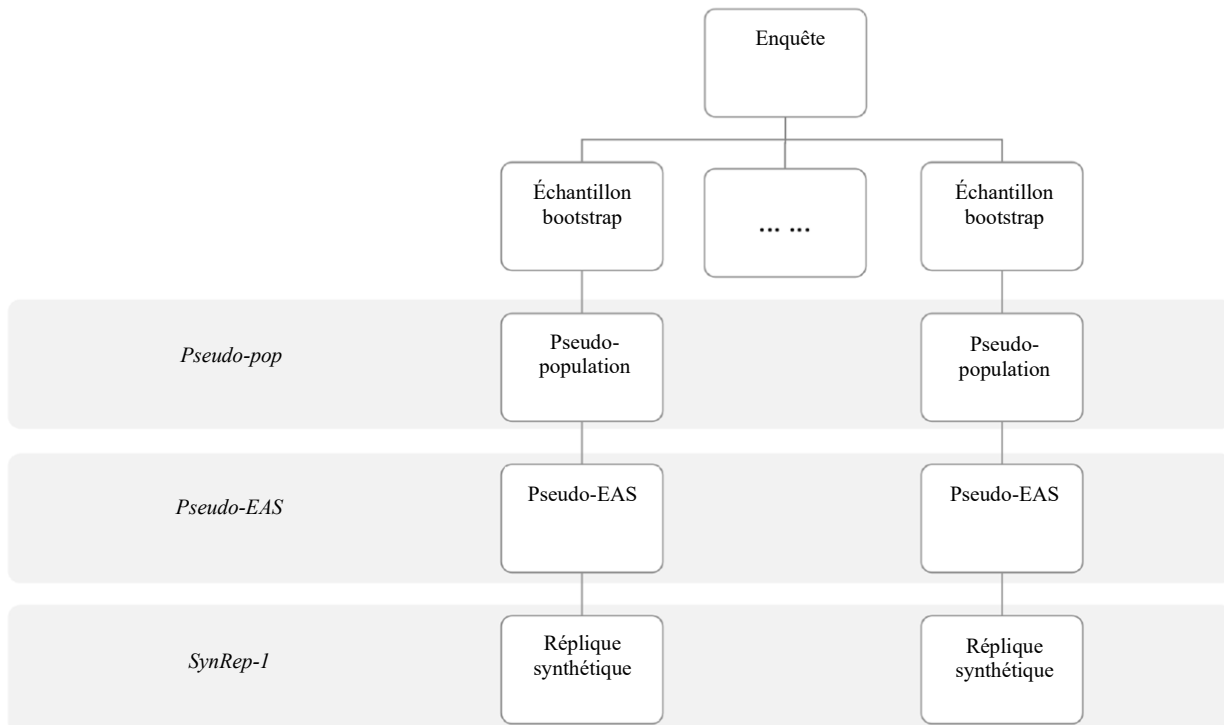 Enquête
Échantillon
bootstrap
... ...
Échantillon
bootstrap
Pseudo-pop
Pseudo-
population
Pseudo-
population
Pseudo-EAS
Pseudo-EAS
Pseudo-EAS
SynRep-1
Réplique
synthétique
Réplique
synthétique